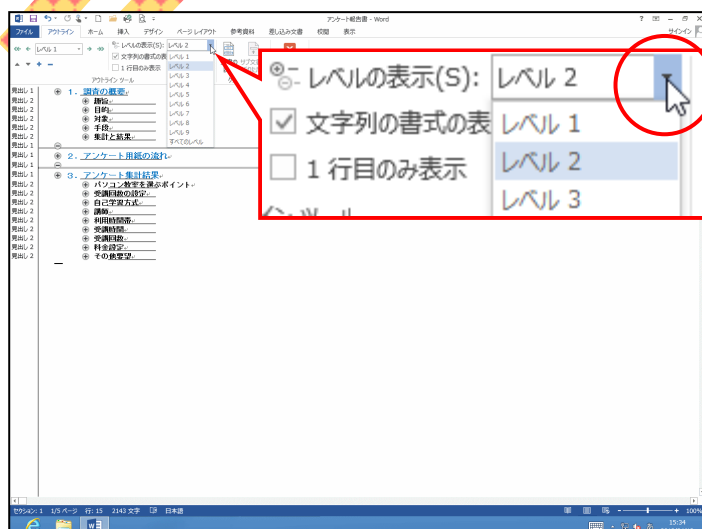 アンケート報告書 - Word
ファイル アウトライン ホーム 挿入 デザイン ページ レイアウト 参考資料 差し込み文書 校閲 表示 サインイン
レベル 1
レベルの表示(S): レベル 2
文字列の書式の表
1 行目のみ表示
アウトライン ツール
レベル 1
レベル 2
レベル 3
レベル 4
レベル 5
レベル 6
レベル 7
レベル 8
レベル 9
すべてのレベル
レベルの表示(S): レベル 2
文字列の書式の表
1 行目のみ表示
レベル 1
レベル 2
レベル 3
見出し 1 1. 調査の概要
見出し 2 趣旨
見出し 2 目的
見出し 2 対象
見出し 2 手段
見出し 2 集計と結果
見出し 1
見出し 1 2. アンケート用紙の流れ
見出し 1
見出し 1 3. アンケート集計結果
見出し 2 パソコン教室を選ぶポイント
見出し 2 受講回数の設定
見出し 2 自己学習方式
見出し 2 講師
見出し 2 利用時間帯
見出し 2 受講時間
見出し 2 受講回数
見出し 2 料金設定
見出し 2 その他要望
セクション: 1 1/5 ページ 行: 15 2143 文字 日本語 100%
15:34